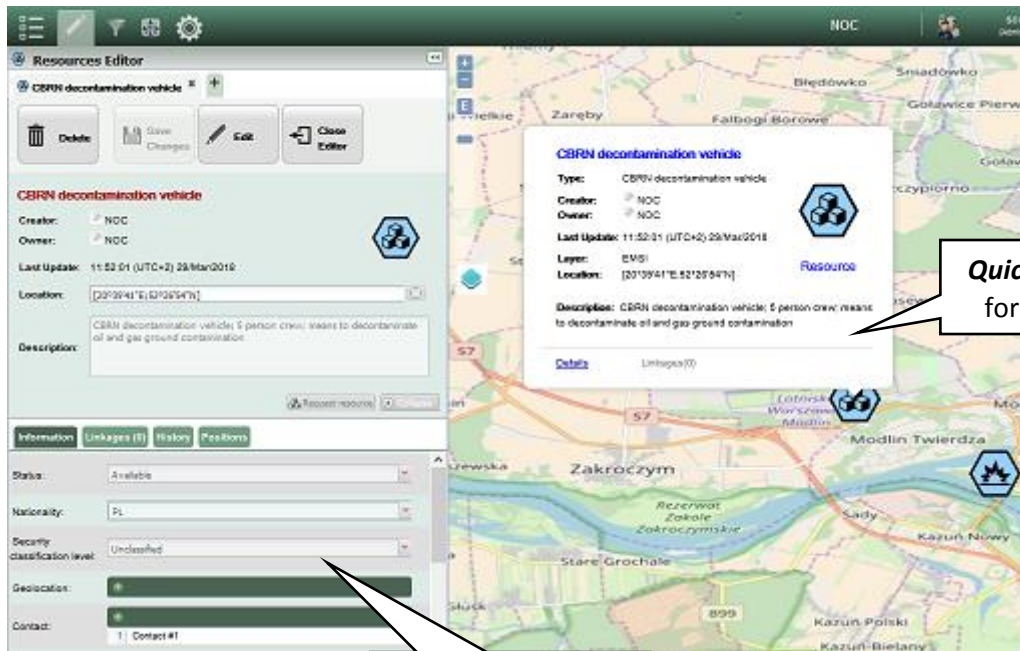 NOC
Resources Editor
CBRN decontamination vehicle
Delete
Save Changes
Edit
Close Editor
CBRN decontamination vehicle
Creator: NOC
Owner: NOC
Last Update: 11:52:01 (UTC+2) 29/Mar/2018
Location: [20°39'41"E;52°26'54"N]
Description: CBRN decontamination vehicle; 5 person crew; means to decontaminate
oil and gas ground contamination
Request resource
Information
Linkages (0)
History
Positions
Status: Available
Nationality: PL
Security
classification level: Unclassified
Geolocation:
Contact:
1 Contact #1
E
Zaręby
Falbogi Borowe
Błędówko
Smiadówko
CBRN decontamination vehicle
Type: CBRN decontamination vehicle
Creator: NOC
Owner: NOC
Last Update: 11:52:01 (UTC+2) 29/Mar/2018
Layer: EMSI
Location: [20°39'41"E;52°26'54"N]
Resource
Description: CBRN decontamination vehicle; 5 person crew; means
to decontaminate oil and gas ground contamination
Details
Linkages(0)
Quic
for
S7
57
Lotnisk
Modlin
Modlin Twierdza
Zakroczym
Rezerwat
Zakole
Zakroczymskie
Sady
Kazuń Nowy
Stare Grochale
899
Kazuń Polski
Kazuń-Bielany